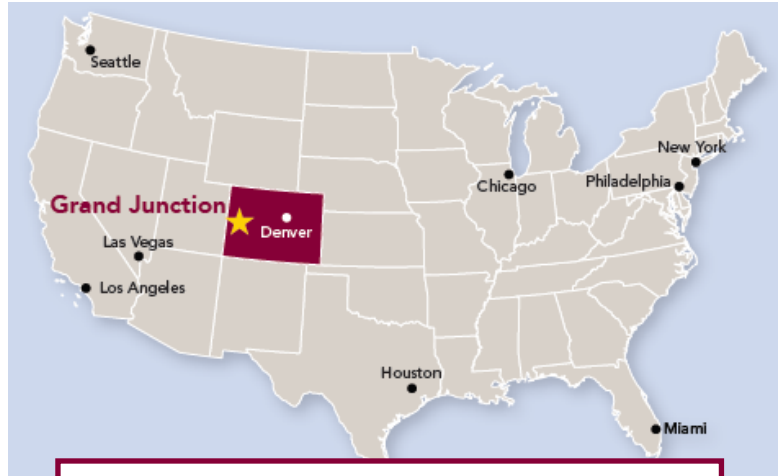 Seattle
New York
Chicago
Philadelphia
Grand Junction
Denver
Las Vegas
Los Angeles
Houston
Miami